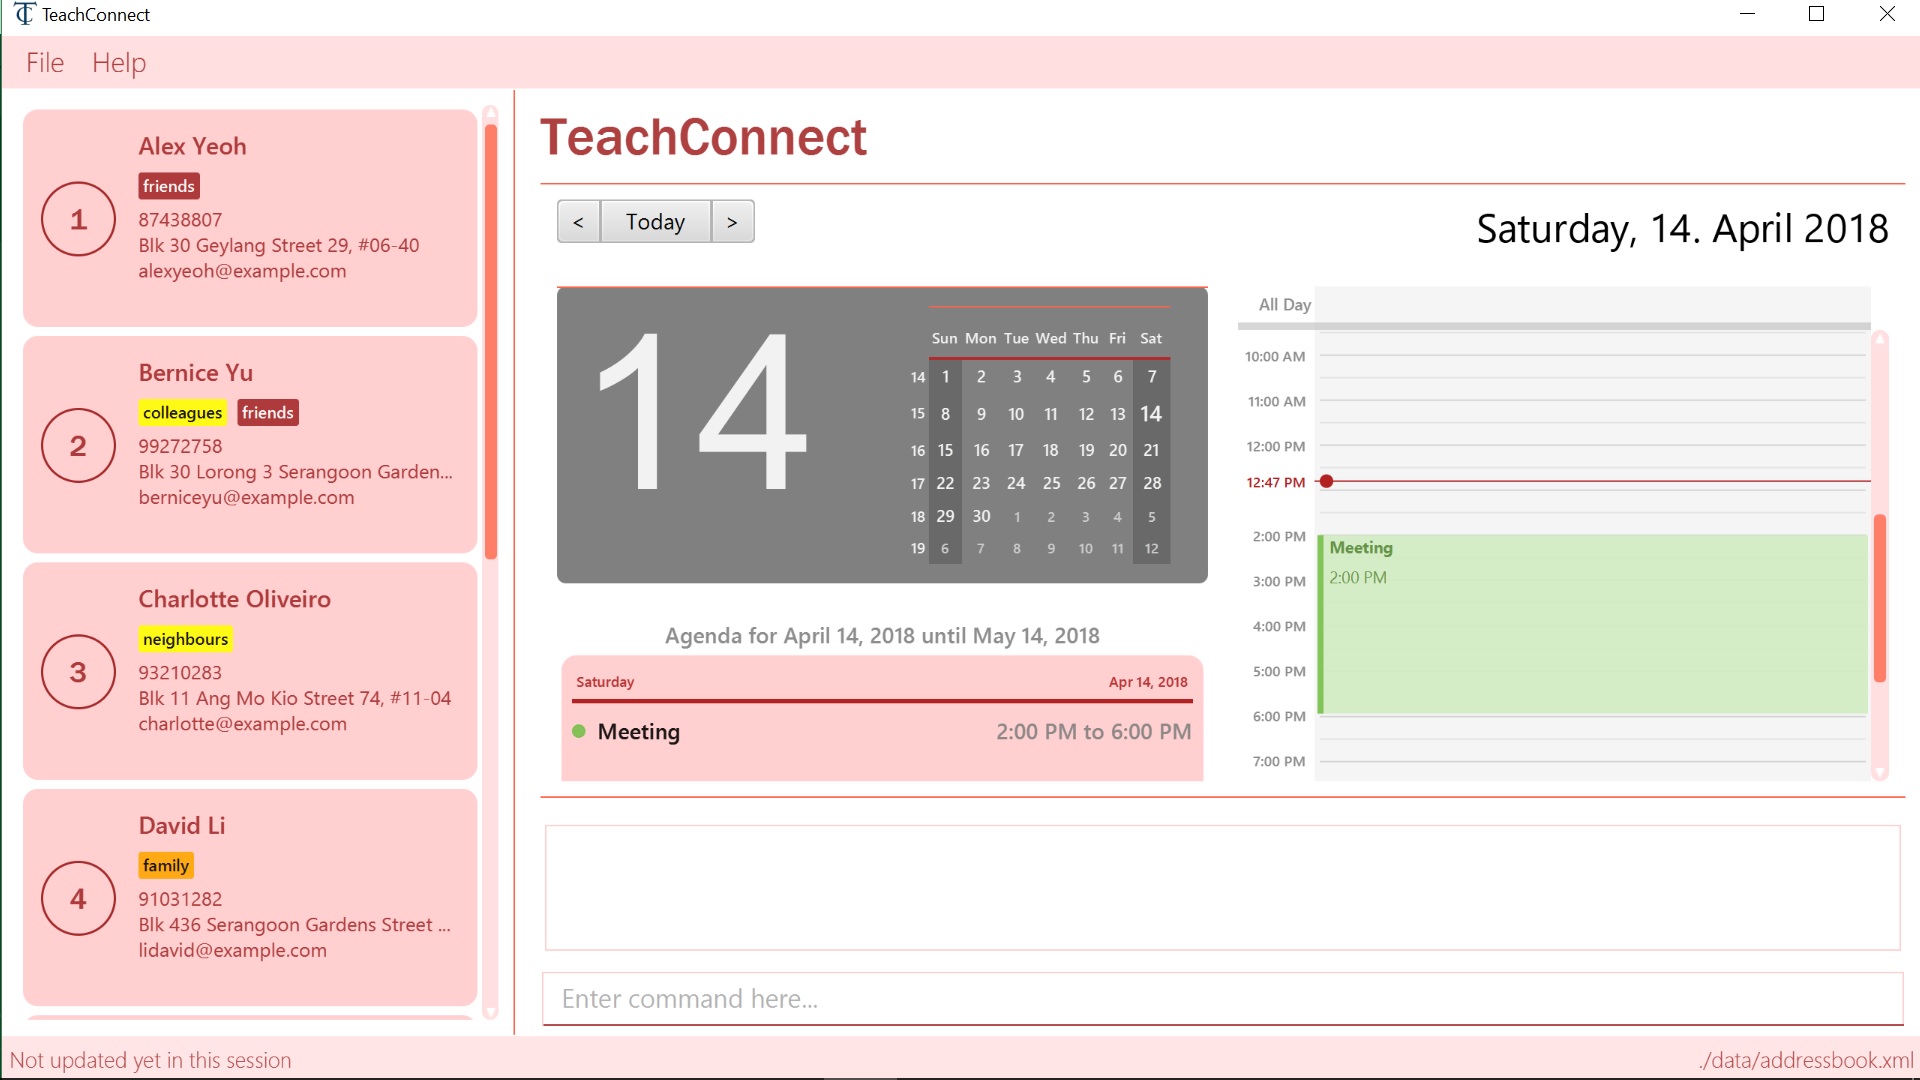 TeachConnect
File Help
Alex Yeoh
friends
1
87438807
Blk 30 Geylang Street 29, #06-40
alexyeoh@example.com
Bernice Yu
colleagues friends
2
99272758
Blk 30 Lorong 3 Serangoon Garden...
berniceyu@example.com
Charlotte Oliveiro
neighbours
3
93210283
Blk 11 Ang Mo Kio Street 74, #11-04
charlotte@example.com
David Li
family
4
91031282
Blk 436 Serangoon Gardens Street ...
lidavid@example.com
TeachConnect
< Today >
Saturday, 14. April 2018
14
Sun Mon Tue Wed Thu Fri Sat
14 1 2 3 4 5 6 7
15 8 9 10 11 12 13 14
16 15 16 17 18 19 20 21
17 22 23 24 25 26 27 28
18 29 30 1 2 3 4 5
19 6 7 8 9 10 11 12
Agenda for April 14, 2018 until May 14, 2018
Saturday Apr 14, 2018
Meeting 2:00 PM to 6:00 PM
All Day
10:00 AM
11:00 AM
12:00 PM
12:47 PM
2:00 PM
Meeting
2:00 PM
3:00 PM
4:00 PM
5:00 PM
6:00 PM
7:00 PM
Enter command here...
Not updated yet in this session
./data/addressbook.xml